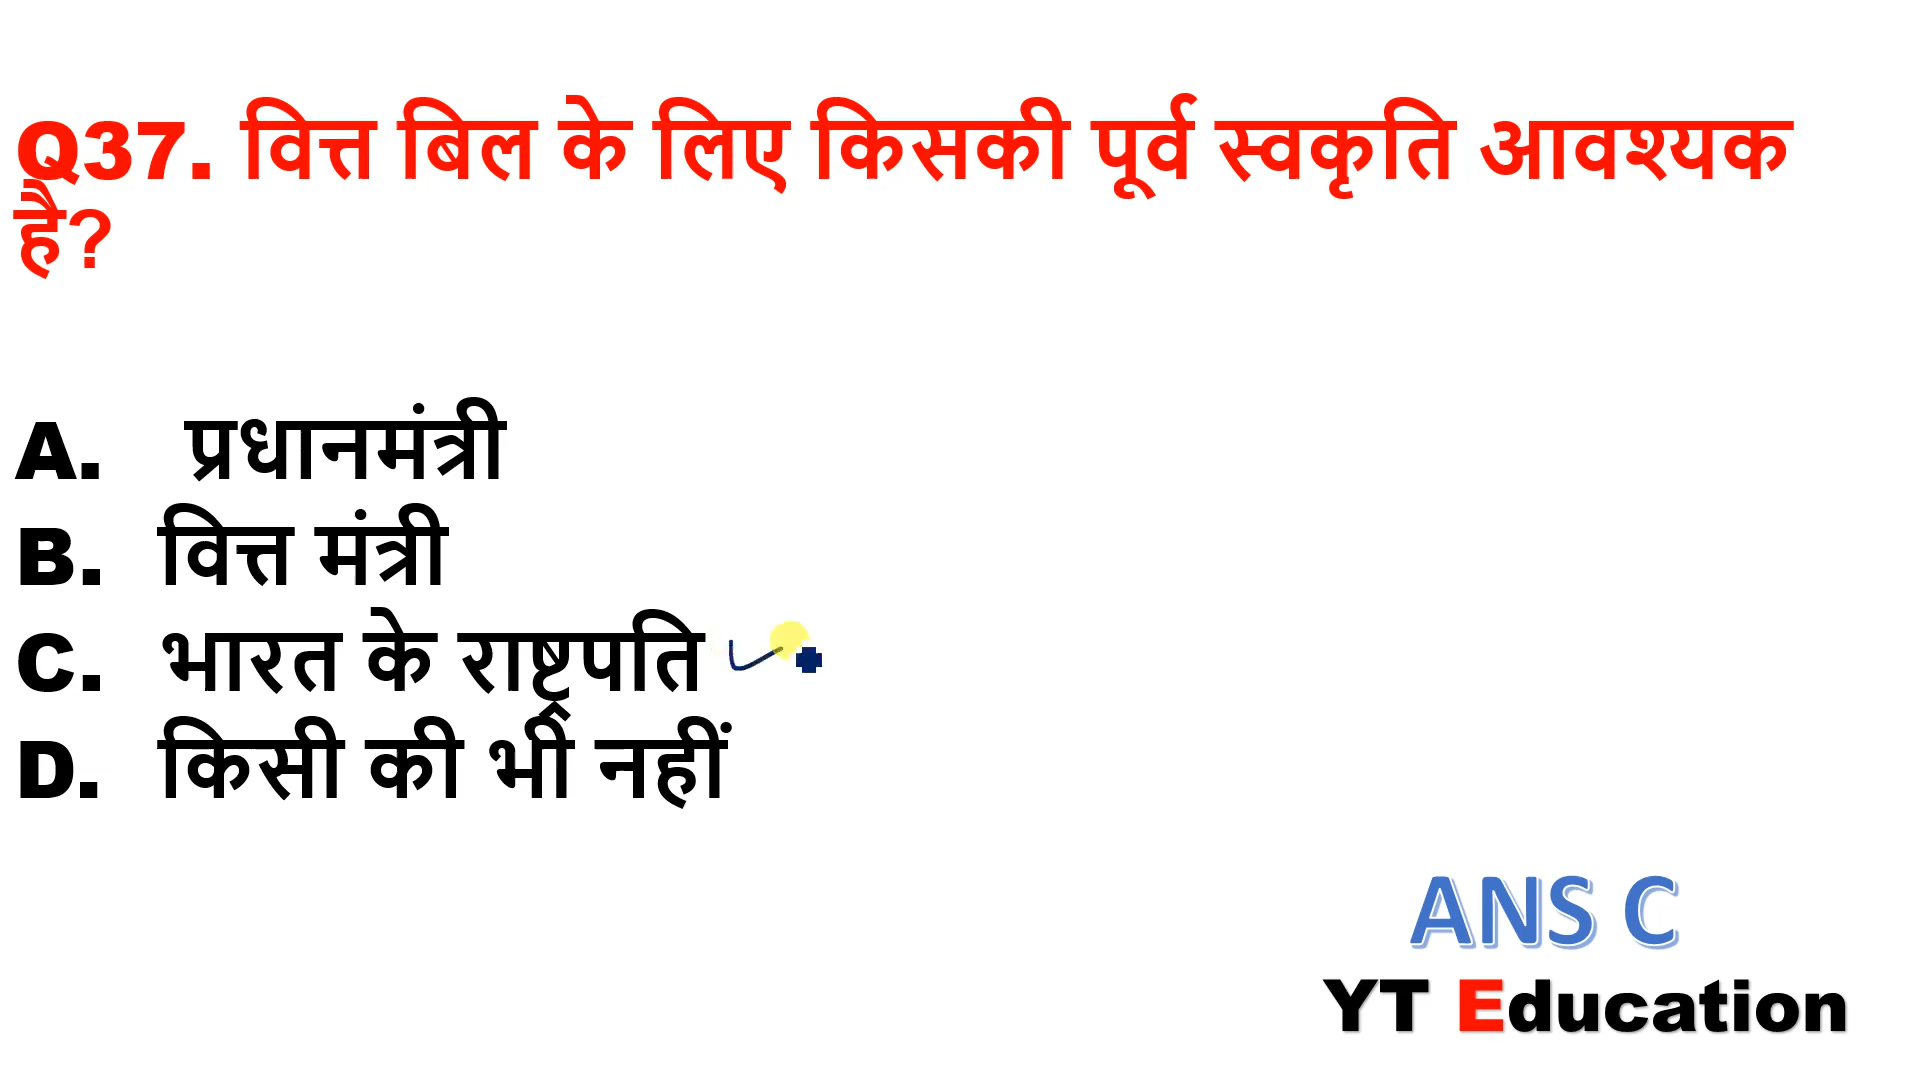 Q37. वित्त बिल के लिए किसकी पूर्व स्वकृति आवश्यक
है?
A. प्रधानमंत्री
B. वित्त मंत्री
C. भारत के राष्ट्रपति
D. किसी की भी नहीं
ANS C
YT Education